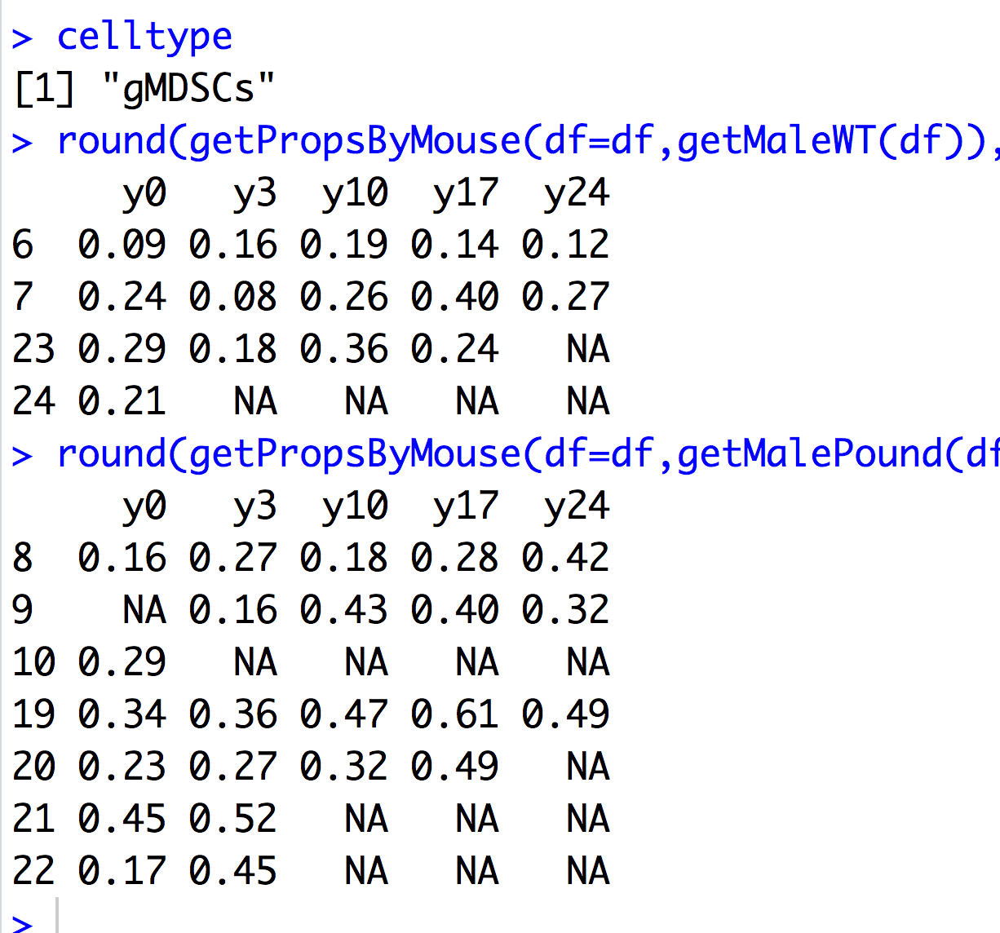 > celltype
[1] "gMDSCs"
> round(getPropsByMouse(df=df,getMaleWT(df)),
y0 y3 y10 y17 y24
6 0.09 0.16 0.19 0.14 0.12
7 0.24 0.08 0.26 0.40 0.27
23 0.29 0.18 0.36 0.24 NA
24 0.21 NA NA NA NA
> round(getPropsByMouse(df=df,getMalePound(df
y0 y3 y10 y17 y24
8 0.16 0.27 0.18 0.28 0.42
9 NA 0.16 0.43 0.40 0.32
10 0.29 NA NA NA NA
19 0.34 0.36 0.47 0.61 0.49
20 0.23 0.27 0.32 0.49 NA
21 0.45 0.52 NA NA NA
22 0.17 0.45 NA NA NA
>